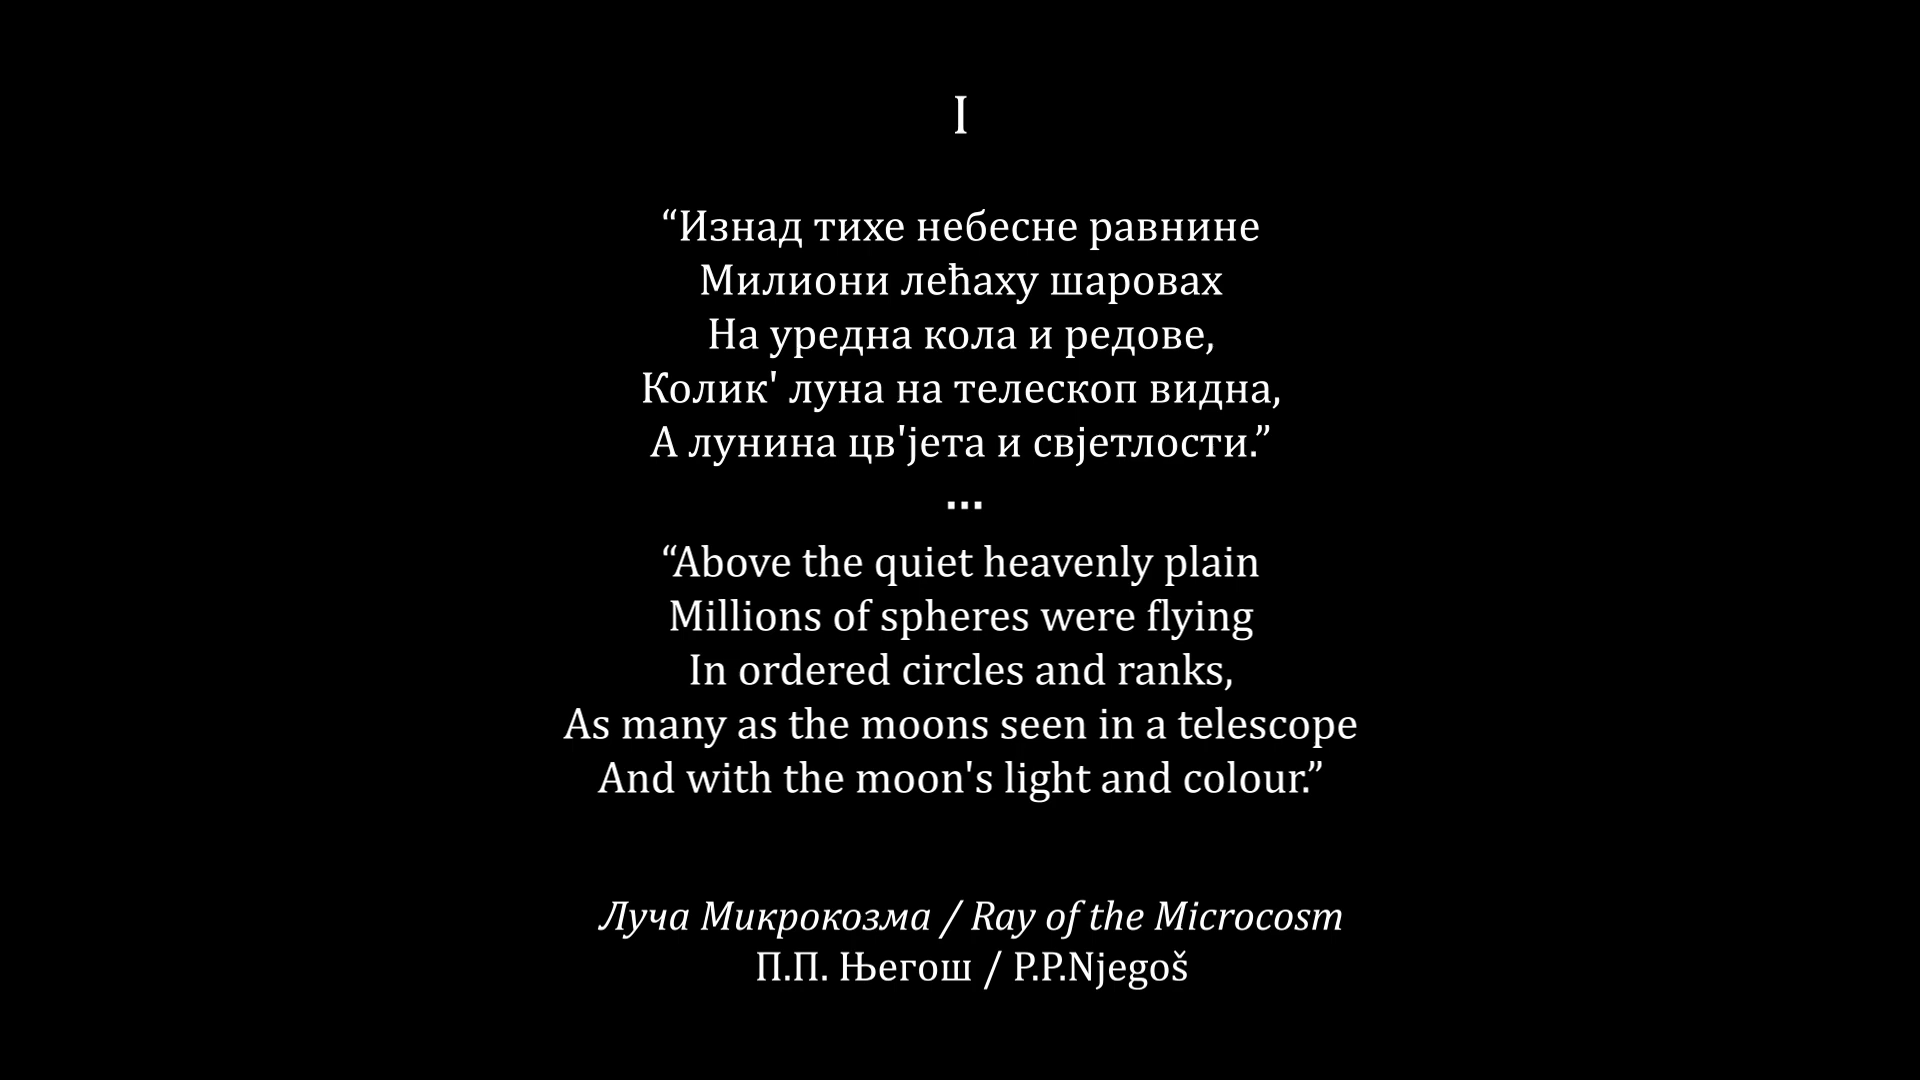 I
“Изнад тихе небесне равнине
Милиони лећаху шаровах
На уредна кола и редове,
Колик' луна на телескоп видна,
А лунина цв'јета и свјетлости.”
...
“Above the quiet heavenly plain
Millions of spheres were flying
In ordered circles and ranks,
As many as the moons seen in a telescope
And with the moon's light and colour.”
Луча Микрокозма / Ray of the Microcosm
П.П. Његош / P.P.Njegoš